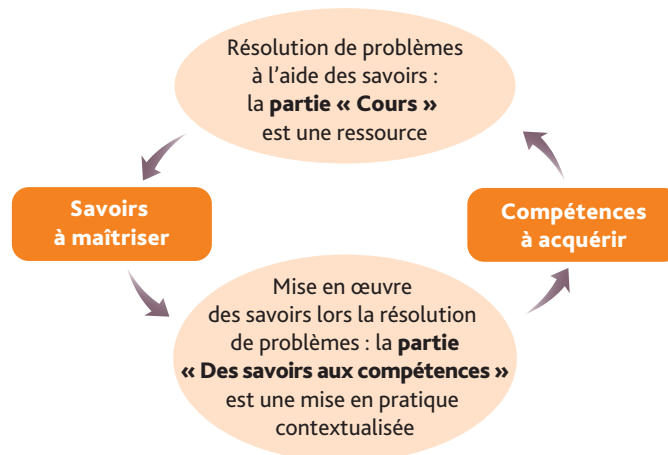 Résolution de problèmes
à l’aide des savoirs :
la partie « Cours »
est une ressource
Savoirs
à maîtriser
Compétences
à acquérir
Mise en œuvre
des savoirs lors la résolution
de problèmes : la partie
« Des savoirs aux compétences »
est une mise en pratique
contextualisée